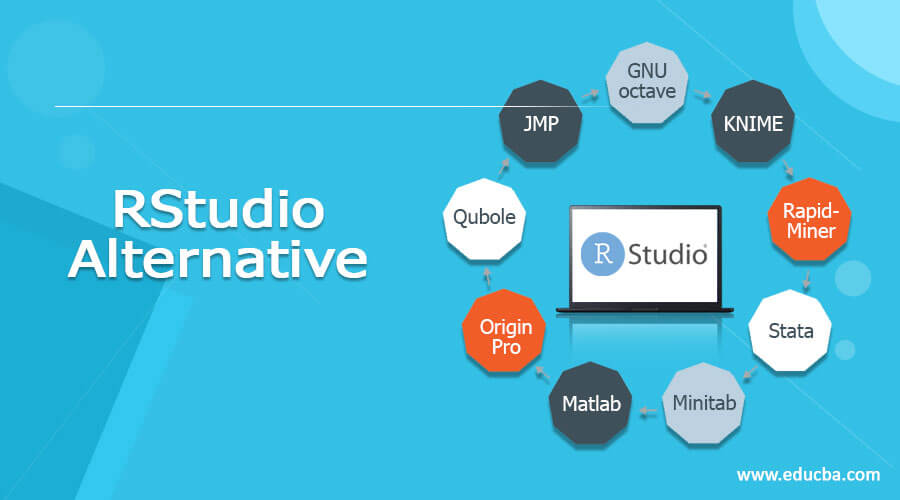 RStudio
Alternative
GNU
octave
KNIME
Rapid-
Miner
Stata
Minitab
Matlab
Origin
Pro
Qubole
JMP
R Studio®
www.educba.com